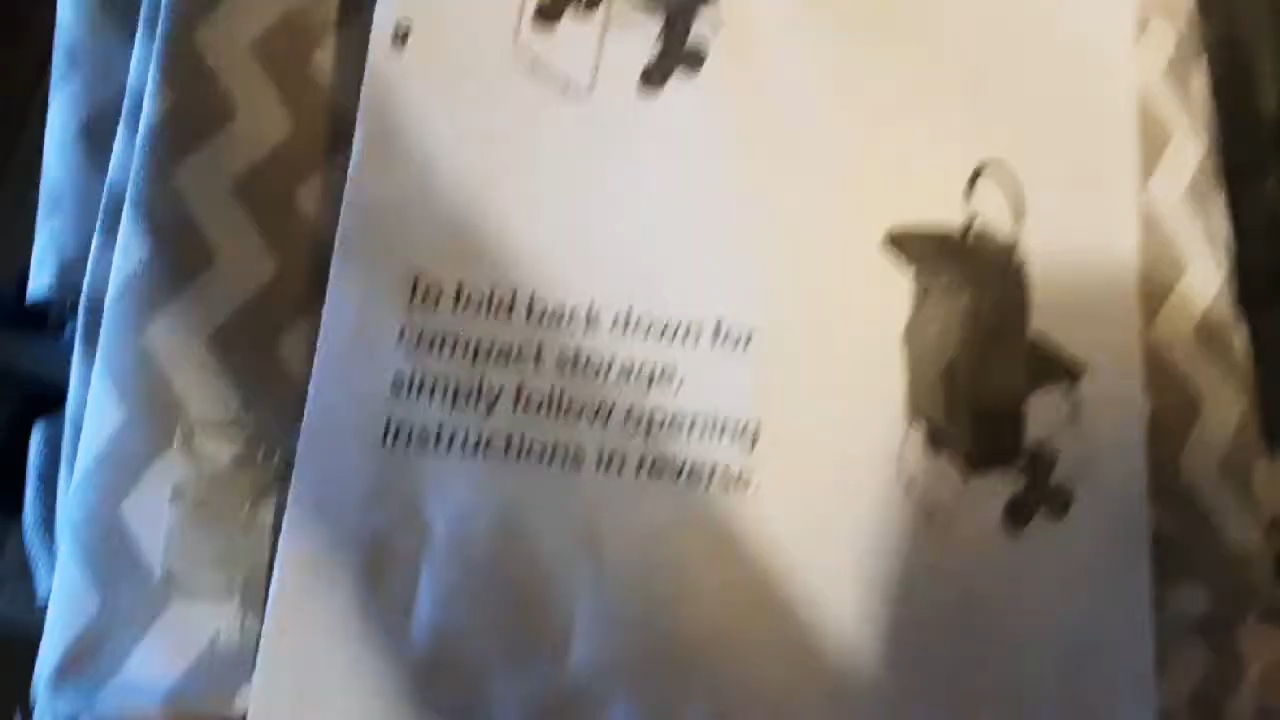 To fold back down for
compact storage,
simply follow opening
instructions in reverse.